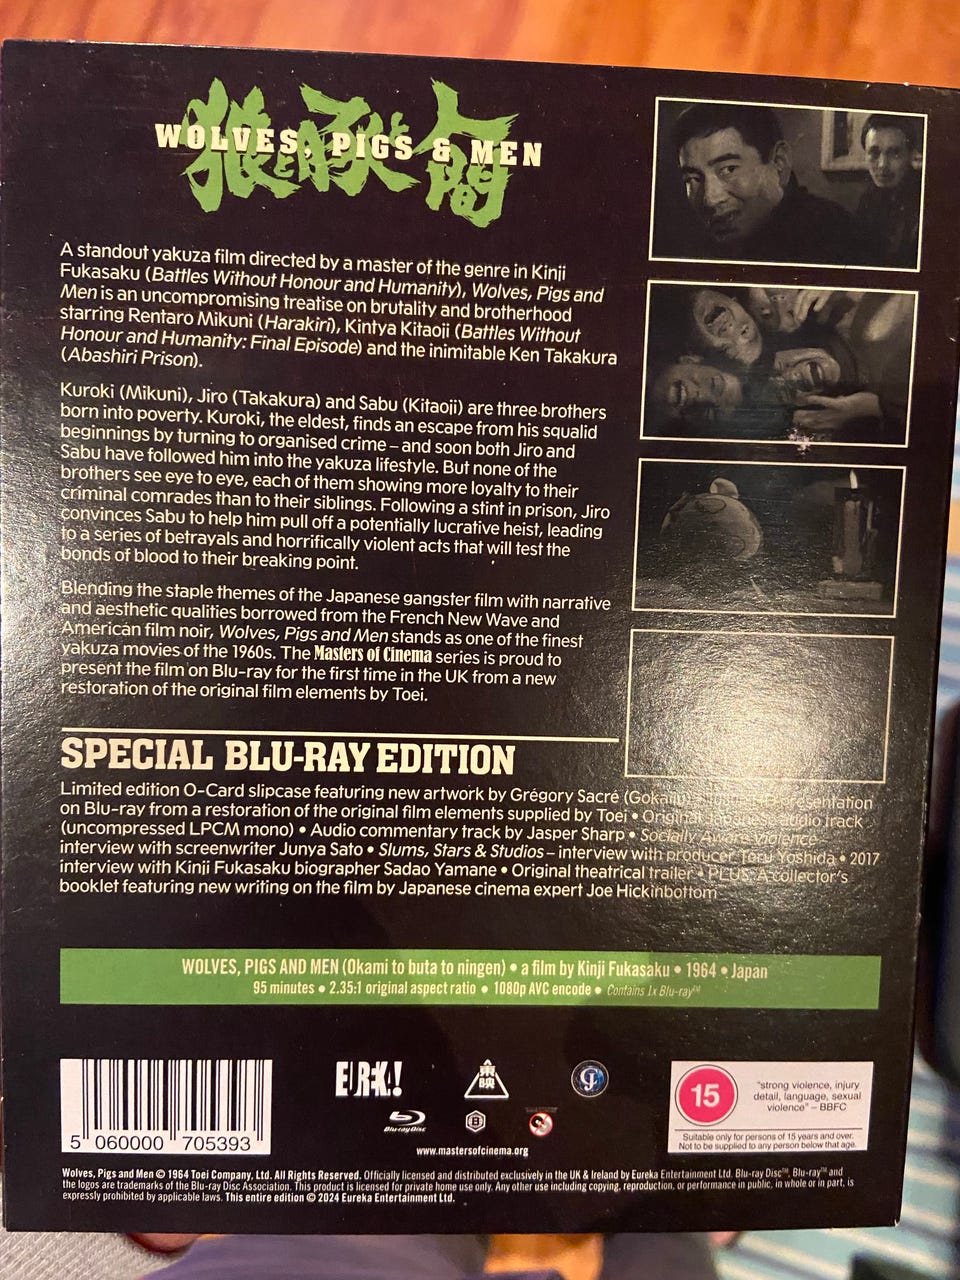 狼と豚と人間
WOLVES, PIGS & MEN
A standout yakuza film directed by a master of the genre in Kinji
Fukasaku (Battles Without Honour and Humanity), Wolves, Pigs and
Men is an uncompromising treatise on brutality and brotherhood
starring Rentaro Mikuni (Harakiri), Kintya Kitaoji (Battles Without
Honour and Humanity: Final Episode) and the inimitable Ken Takakura
(Abashiri Prison).
Kuroki (Mikuni), Jiro (Takakura) and Sabu (Kitaoji) are three brothers
born into poverty. Kuroki, the eldest, finds an escape from his squalid
beginnings by turning to organised crime – and soon both Jiro and
Sabu have followed him into the yakuza lifestyle. But none of the
brothers see eye to eye, each of them showing more loyalty to their
criminal comrades than to their siblings. Following a stint in prison, Jiro
convinces Sabu to help him pull off a potentially lucrative heist, leading
to a series of betrayals and horrifically violent acts that will test the
bonds of blood to their breaking point.
Blending the staple themes of the Japanese gangster film with narrative
and aesthetic qualities borrowed from the French New Wave and
American film noir, Wolves, Pigs and Men stands as one of the finest
yakuza movies of the 1960s. The Masters of Cinema series is proud to
present the film on Blu-ray for the first time in the UK from a new
restoration of the original film elements by Toei.
SPECIAL BLU-RAY EDITION
Limited edition O-Card slipcase featuring new artwork by Grégory Sacré (Gokaiju) • 1080p HD presentation
on Blu-ray from a restoration of the original film elements supplied by Toei • Original Japanese audio track
(uncompressed LPCM mono) • Audio commentary track by Jasper Sharp • Socially Aware Violence
interview with screenwriter Junya Sato • Slums, Stars & Studios – interview with producer Toru Yoshida • 2017
interview with Kinji Fukasaku biographer Sadao Yamane • Original theatrical trailer • PLUS: A collector's
booklet featuring new writing on the film by Japanese cinema expert Joe Hickinbottom
WOLVES, PIGS AND MEN (Okami to buta to ningen) • a film by Kinji Fukasaku • 1964 • Japan
95 minutes • 2.35:1 original aspect ratio • 1080p AVC encode • Contains 1x Blu-ray™
5 060000 705393
EUREKA!
東映
Blu-ray Disc
B
www.mastersofcinema.org
15
"strong violence, injury
detail, language, sexual
violence" – BBFC
Suitable only for persons of 15 years and over.
Not to be supplied to any person below that age.
Wolves, Pigs and Men © 1964 Toei Company, Ltd. All Rights Reserved. Officially licensed and distributed exclusively in the UK & Ireland by Eureka Entertainment Ltd. Blu-ray Disc™, Blu-ray™ and
the logos are trademarks of the Blu-ray Disc Association. This product is licensed for private home use only. Any other use including copying, reproduction, or performance in public, in whole or in part, is
expressly prohibited by applicable laws. This entire edition © 2024 Eureka Entertainment Ltd.